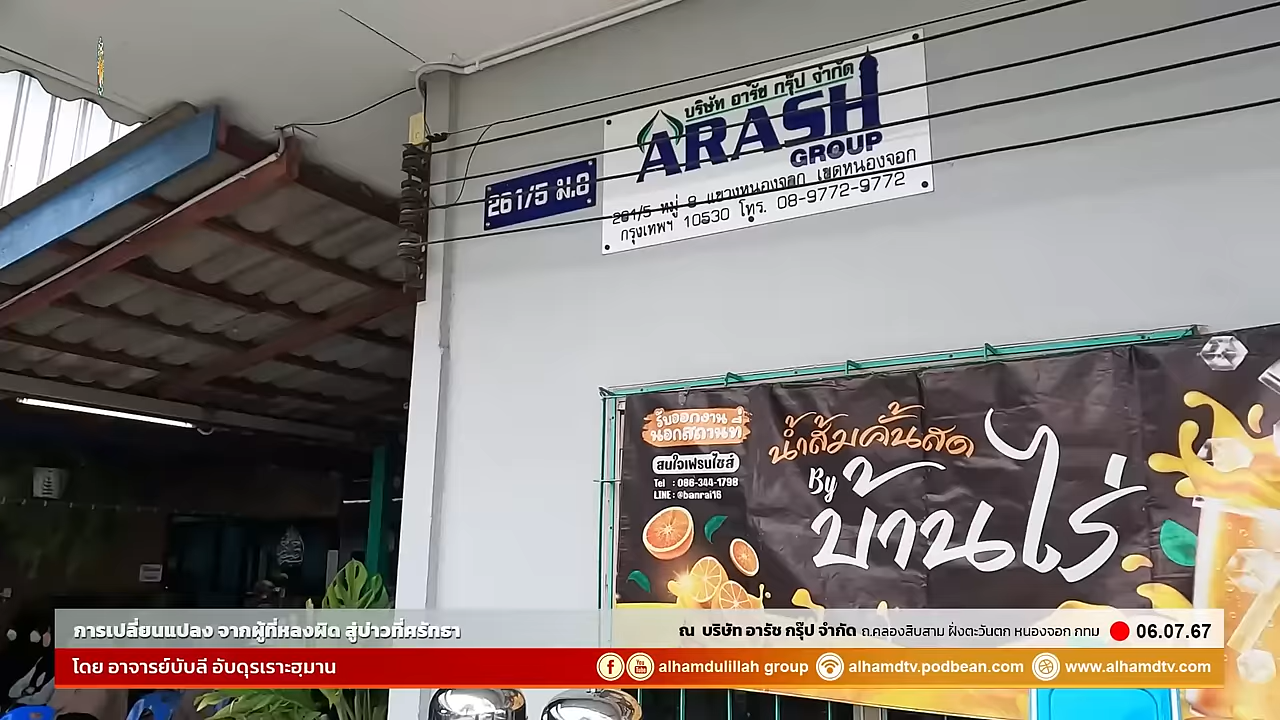 บริษัท อารัช กรุ๊ป จำกัด
ARASH
GROUP
261/5 ม.8
261/5 หมู่ 8 แขวงหนองจอก เขตหนองจอก
กรุงเทพฯ 10530 โทร. 08-9772-9772
รับออกงาน
นอกสถานที่
สนใจเฟรนไชส์
Tel : 086-344-1798
LINE : @banrai16
น้ำส้มคั้นสด
By
บ้านไร่
การเปลี่ยนแปลง จากผู้ที่หลงผิด สู่บ่าวที่ศรัทธา
ณ บริษัท อารัช กรุ๊ป จำกัด ถ.คลองสิบสาม ฝั่งตะวันตก หนองจอก กทม
06.07.67
โดย อาจารย์บับลี อับดุรเราะฮฺมาน
alhamdulillah group
alhamdtv.podbean.com
www.alhamdtv.com